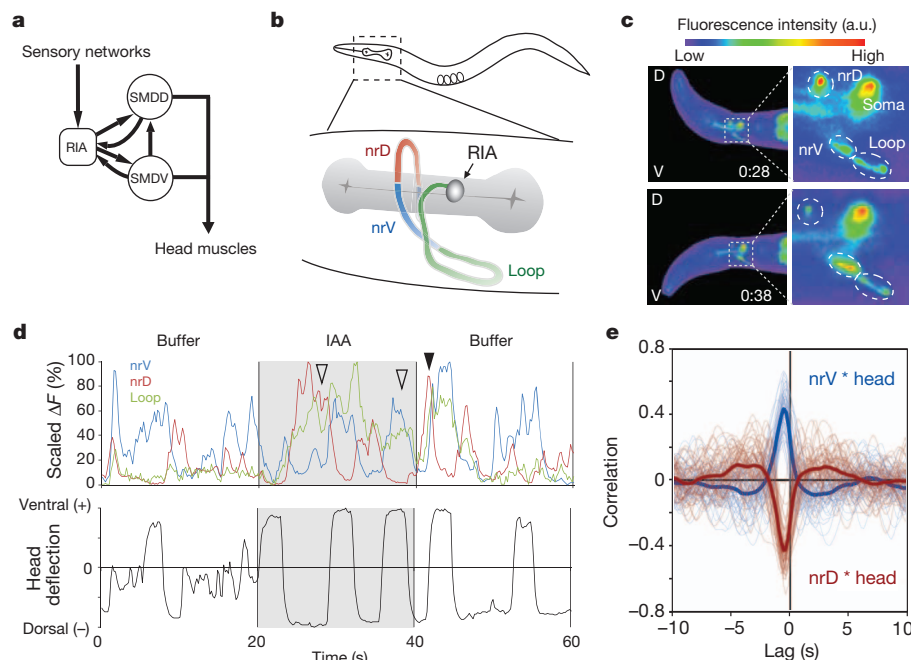 a
Sensory networks
SMDD
RIA
SMDV
Head muscles
b
nrD
RIA
nrV
Loop
c
Fluorescence intensity (a.u.)
Low High
D
V
0:28
nrD
Soma
nrV
Loop
D
V
0:38
d
Buffer IAA Buffer
nrV
nrD
Loop
Scaled ΔF (%)
100
80
60
40
20
0
Ventral (+)
Head deflection
0
Dorsal (–)
0 20 40 60
Time (s)
e
0.8
0.4
0
–0.4
–0.8
Correlation
nrV * head
nrD * head
–10 –5 0 5 10
Lag (s)